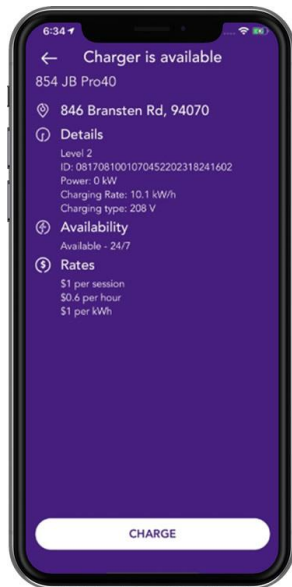 6:34
Charger is available
854 JB Pro40
846 Bransten Rd, 94070
Details
Level 2
ID: 0817081001070452202318241602
Power: 0 kW
Charging Rate: 10.1 kW/h
Charging type: 208 V
Availability
Available - 24/7
Rates
$1 per session
$0.6 per hour
$1 per kWh
CHARGE